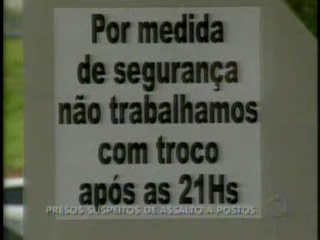 Por medida
de segurança
não trabalhamos
com troco
após as 21Hs
PRESOS SUSPEITOS DE ASSALTO A POSTOS